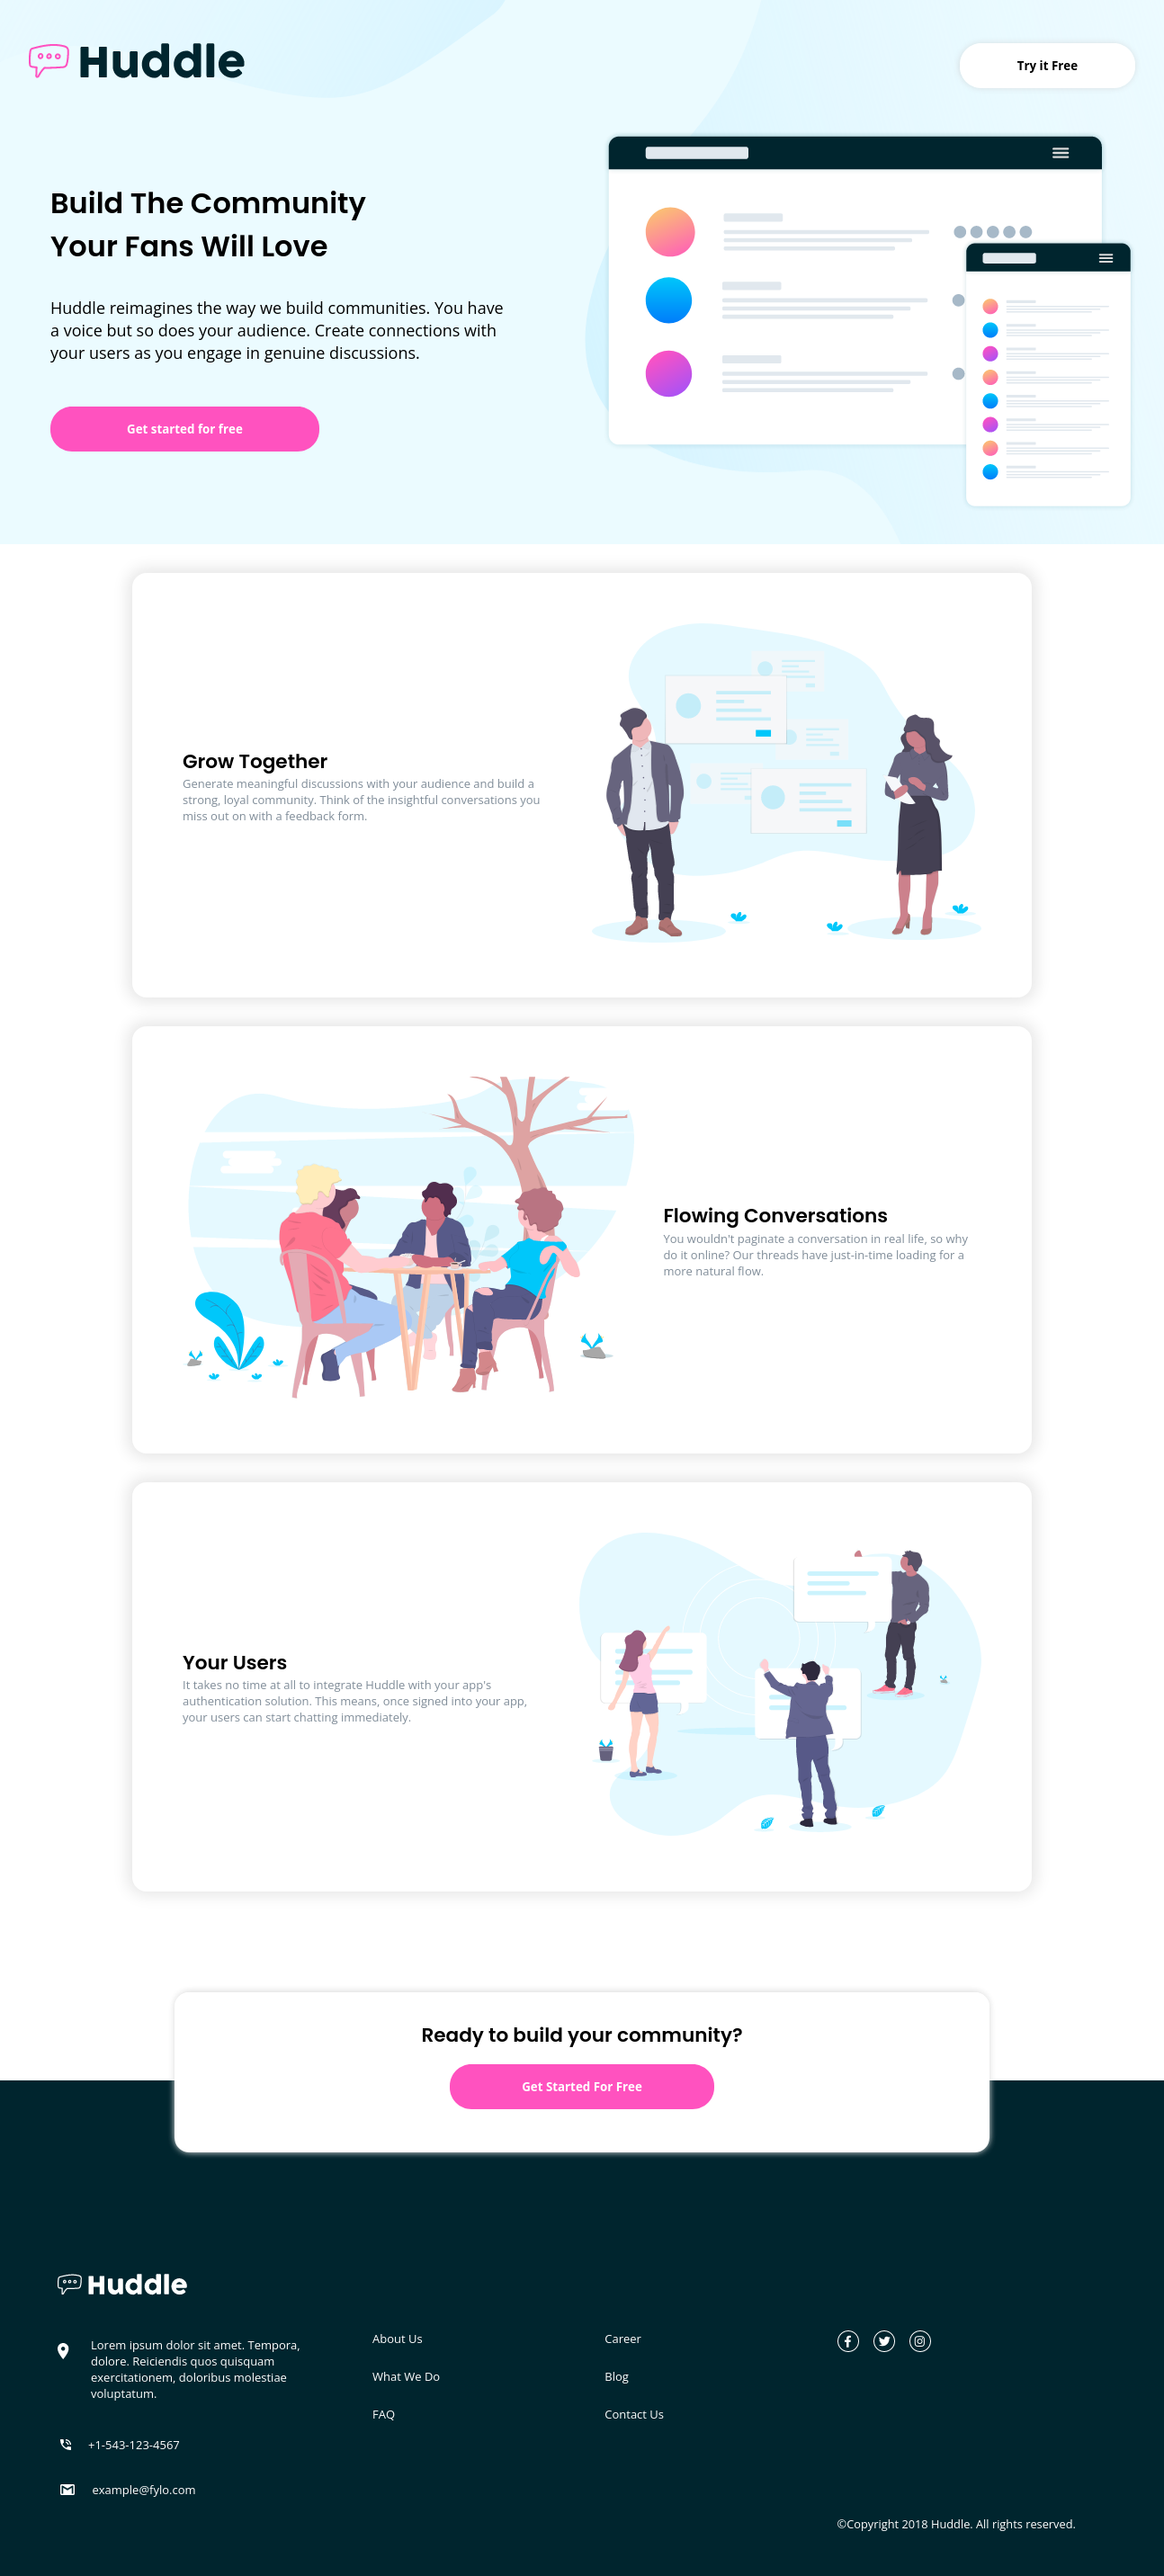 Huddle
Try it Free
Build The Community
Your Fans Will Love
Huddle reimagines the way we build communities. You have
a voice but so does your audience. Create connections with
your users as you engage in genuine discussions.
Get started for free
Grow Together
Generate meaningful discussions with your audience and build a
strong, loyal community. Think of the insightful conversations you
miss out on with a feedback form.
Flowing Conversations
You wouldn't paginate a conversation in real life, so why
do it online? Our threads have just-in-time loading for a
more natural flow.
Your Users
It takes no time at all to integrate Huddle with your app's
authentication solution. This means, once signed into your app,
your users can start chatting immediately.
Ready to build your community?
Get Started For Free
Huddle
Lorem ipsum dolor sit amet. Tempora,
dolore. Reiciendis quos quisquam
exercitationem, doloribus molestiae
voluptatum.
+1-543-123-4567
example@fylo.com
About Us
What We Do
FAQ
Career
Blog
Contact Us
©Copyright 2018 Huddle. All rights reserved.